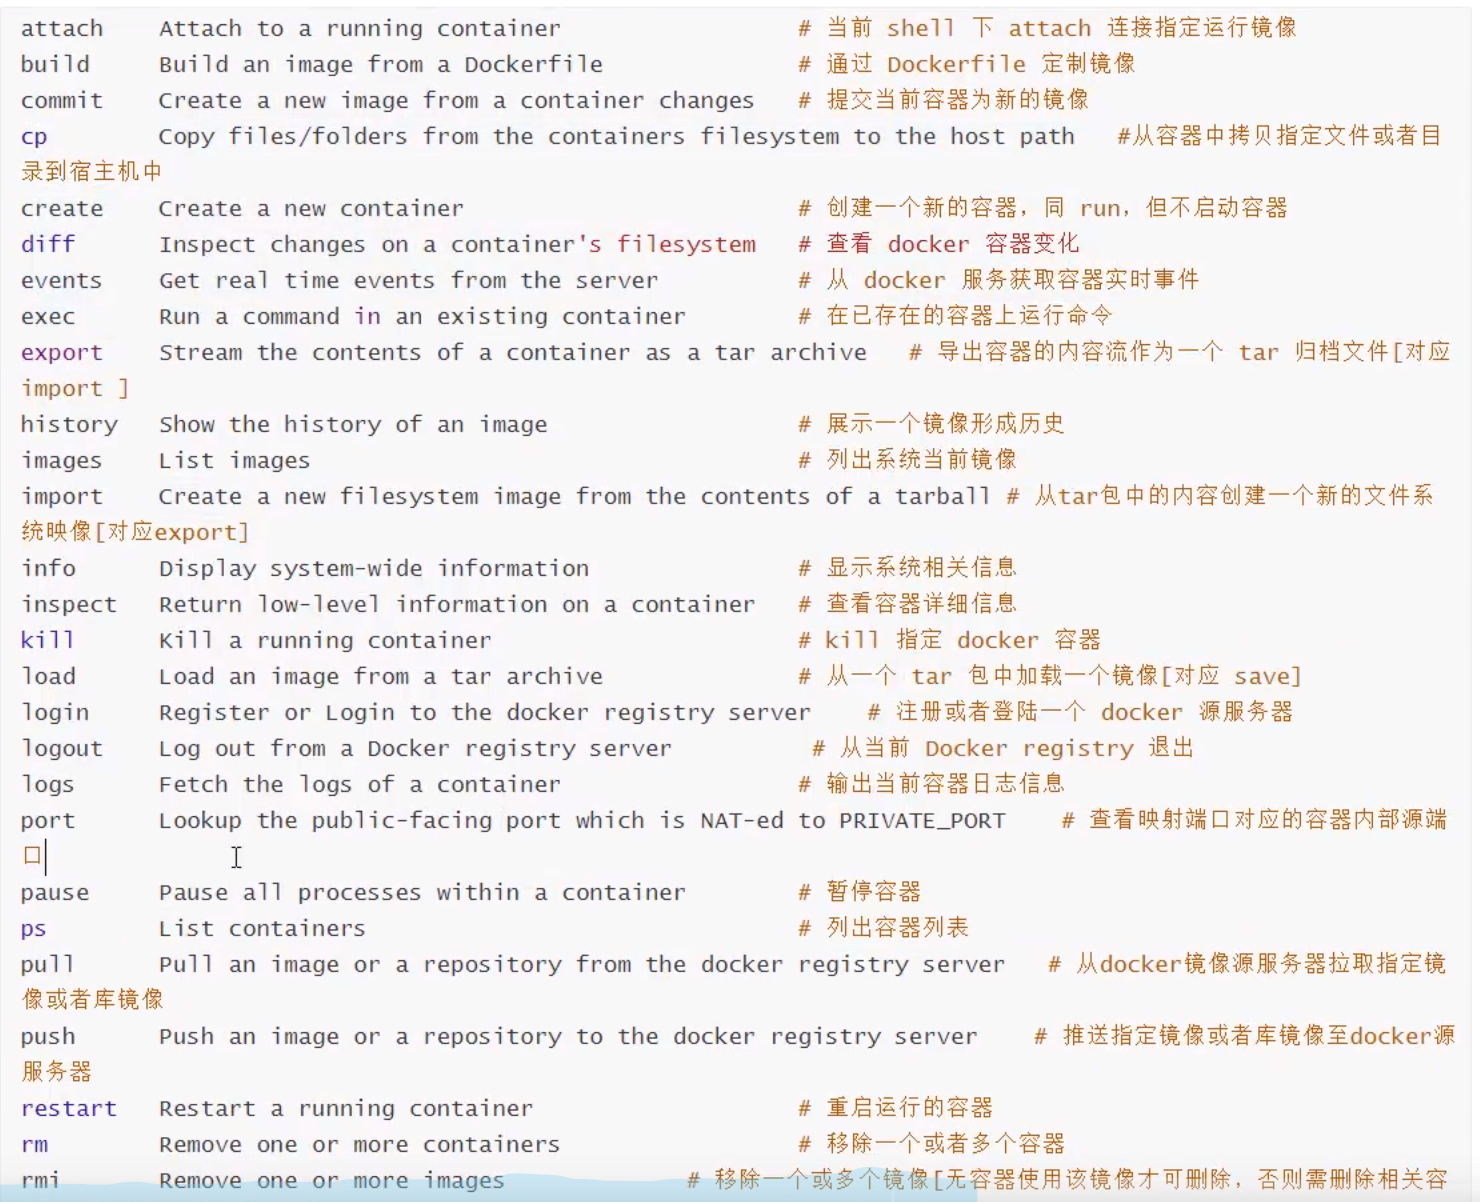 attach    Attach to a running container                 # 当前 shell 下 attach 连接指定运行镜像
build     Build an image from a Dockerfile              # 通过 Dockerfile 定制镜像
commit    Create a new image from a container changes   # 提交当前容器为新的镜像
cp        Copy files/folders from the containers filesystem to the host path   #从容器中拷贝指定文件或者目
录到宿主机中
create    Create a new container                        # 创建一个新的容器，同 run，但不启动容器
diff      Inspect changes on a container's filesystem   # 查看 docker 容器变化
events    Get real time events from the server          # 从 docker 服务获取容器实时事件
exec      Run a command in an existing container        # 在已存在的容器上运行命令
export    Stream the contents of a container as a tar archive   # 导出容器的内容流作为一个 tar 归档文件[对应
import ]
history   Show the history of an image                  # 展示一个镜像形成历史
images    List images                                   # 列出系统当前镜像
import    Create a new filesystem image from the contents of a tarball # 从tar包中的内容创建一个新的文件系
统映像[对应export]
info      Display system-wide information               # 显示系统相关信息
inspect   Return low-level information on a container   # 查看容器详细信息
kill      Kill a running container                      # kill 指定 docker 容器
load      Load an image from a tar archive              # 从一个 tar 包中加载一个镜像[对应 save]
login     Register or Login to the docker registry server    # 注册或者登陆一个 docker 源服务器
logout    Log out from a Docker registry server          # 从当前 Docker registry 退出
logs      Fetch the logs of a container                 # 输出当前容器日志信息
port      Lookup the public-facing port which is NAT-ed to PRIVATE_PORT    # 查看映射端口对应的容器内部源端
口
pause     Pause all processes within a container        # 暂停容器
ps        List containers                               # 列出容器列表
pull      Pull an image or a repository from the docker registry server   # 从docker镜像源服务器拉取指定镜
像或者库镜像
push      Push an image or a repository to the docker registry server    # 推送指定镜像或者库镜像至docker源
服务器
restart   Restart a running container                   # 重启运行的容器
rm        Remove one or more containers                 # 移除一个或者多个容器
rmi       Remove one or more images             # 移除一个或多个镜像[无容器使用该镜像才可删除，否则需删除相关容